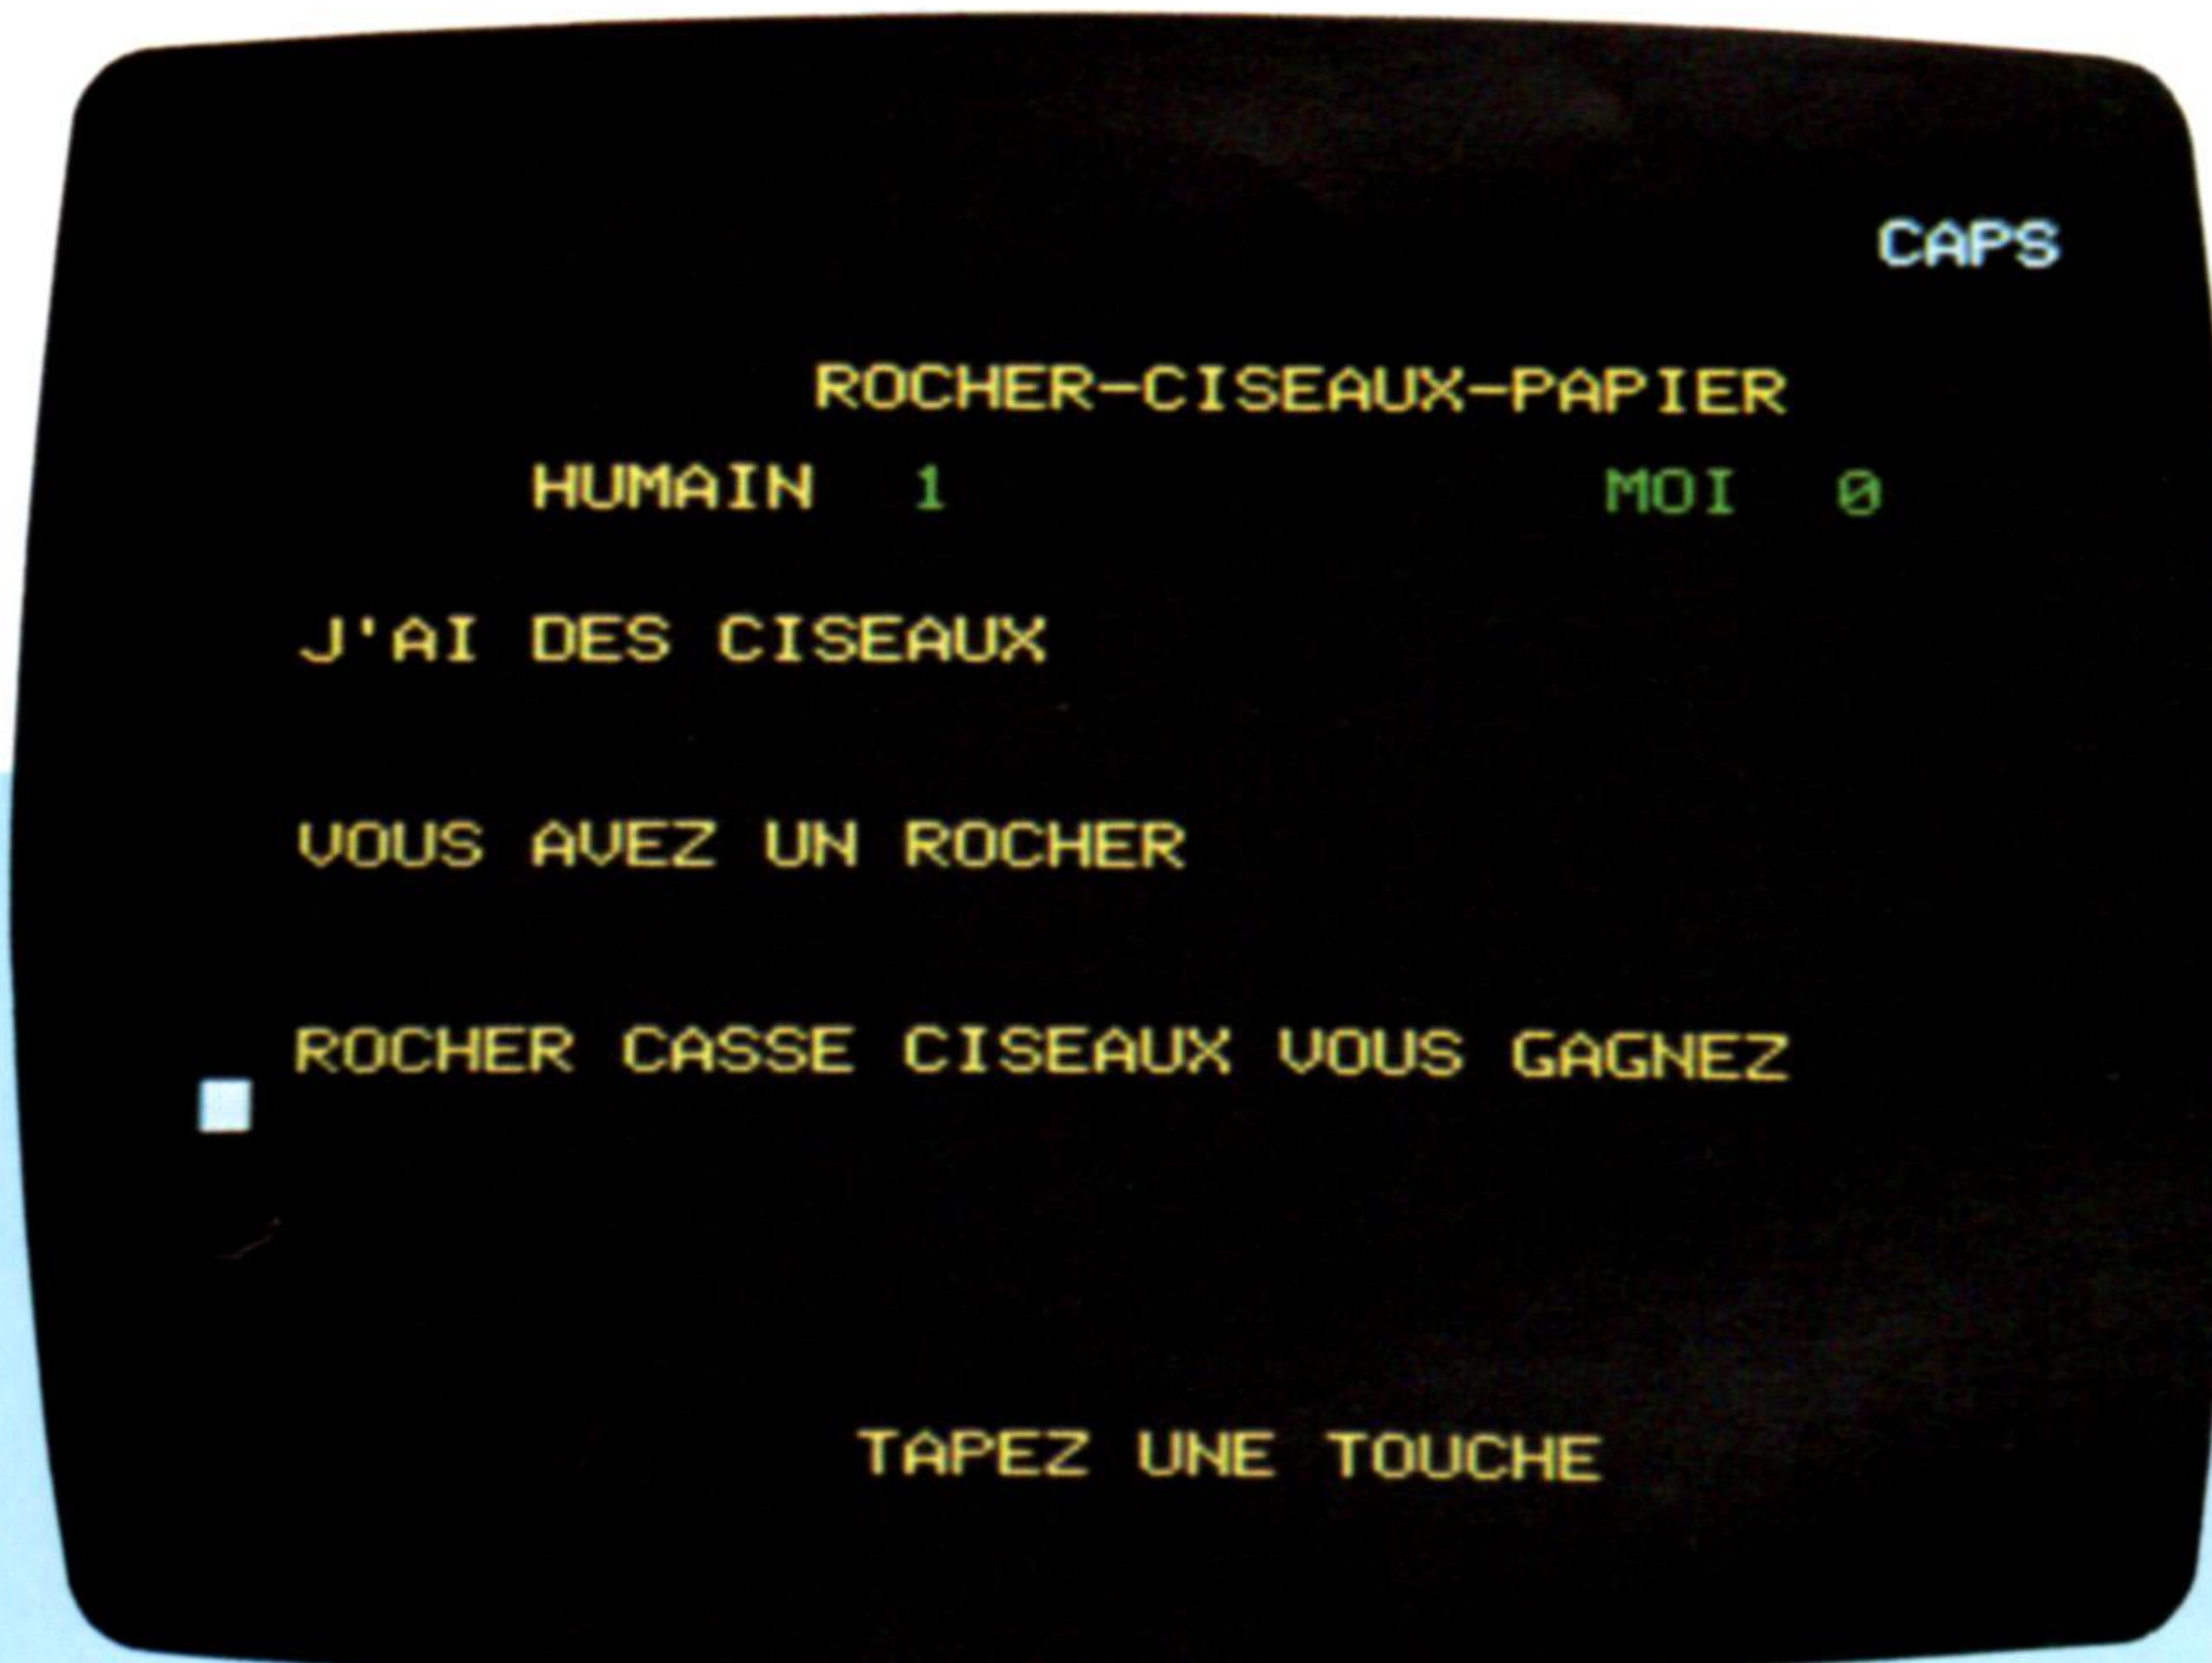 CAPS
ROCHER-CISEAUX-PAPIER
HUMAIN 1 MOI 0
J'AI DES CISEAUX
VOUS AVEZ UN ROCHER
ROCHER CASSE CISEAUX VOUS GAGNEZ
TAPEZ UNE TOUCHE